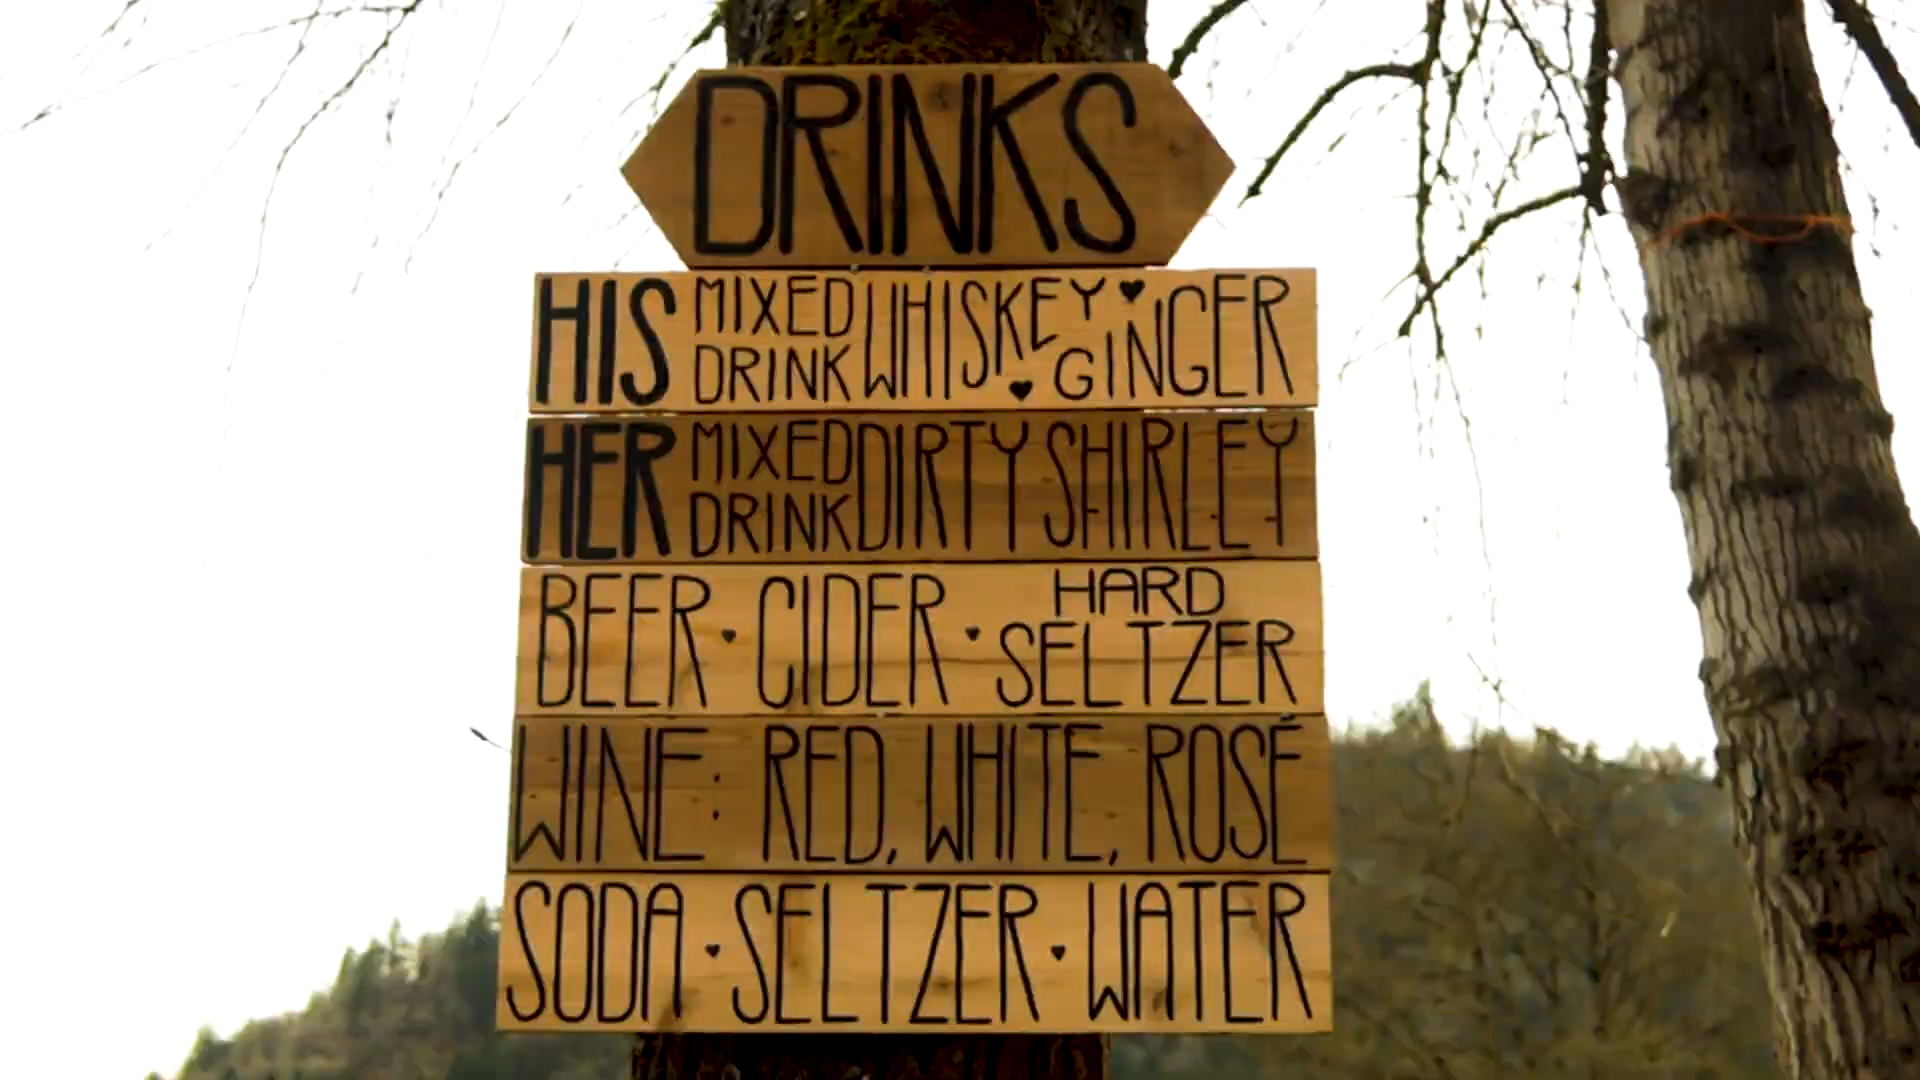 DRINKS
HIS MIXED DRINK WHISKEY GINGER
HER MIXED DRINK DIRTY SHIRLEY
BEER · CIDER · HARD SELTZER
WINE: RED, WHITE, ROSÉ
SODA · SELTZER · WATER